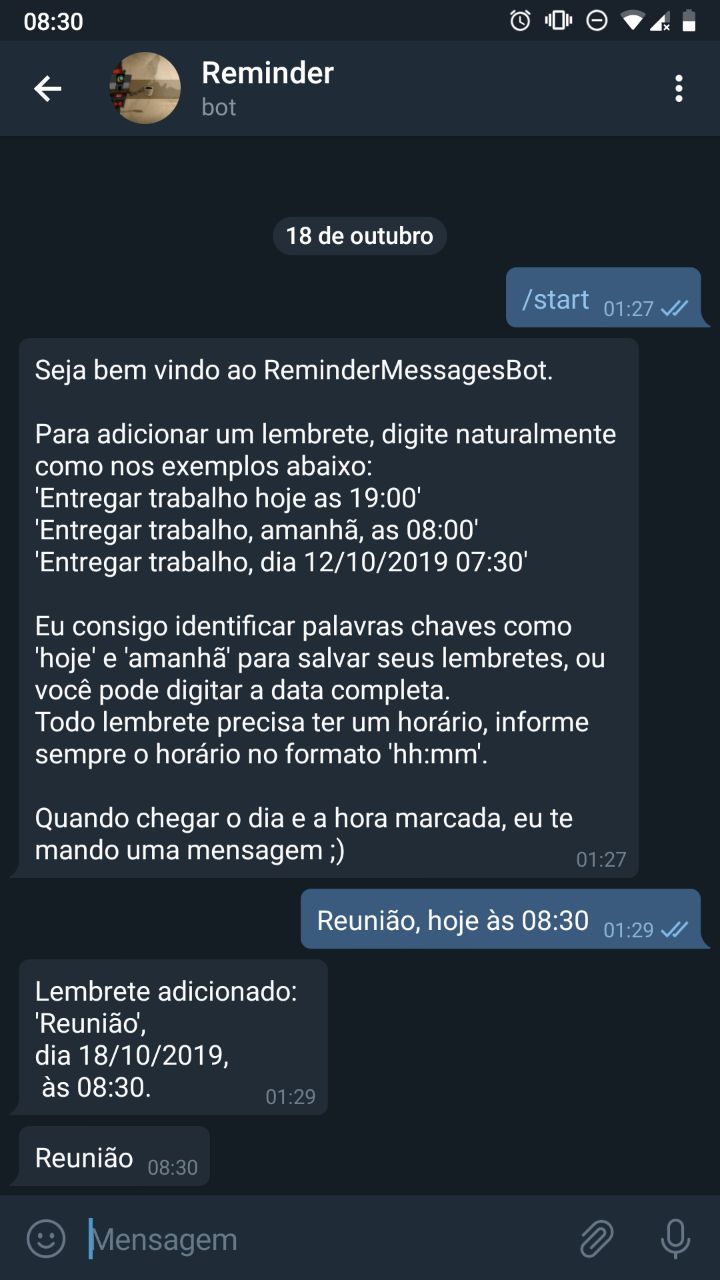 08:30
Reminder
bot
18 de outubro
/start 01:27
Seja bem vindo ao ReminderMessagesBot.
Para adicionar um lembrete, digite naturalmente
como nos exemplos abaixo:
'Entregar trabalho hoje as 19:00'
'Entregar trabalho, amanhã, as 08:00'
'Entregar trabalho, dia 12/10/2019 07:30'
Eu consigo identificar palavras chaves como
'hoje' e 'amanhã' para salvar seus lembretes, ou
você pode digitar a data completa.
Todo lembrete precisa ter um horário, informe
sempre o horário no formato 'hh:mm'.
Quando chegar o dia e a hora marcada, eu te
mando uma mensagem ;) 01:27
Reunião, hoje às 08:30 01:29
Lembrete adicionado:
'Reunião',
dia 18/10/2019,
às 08:30. 01:29
Reunião 08:30
Mensagem